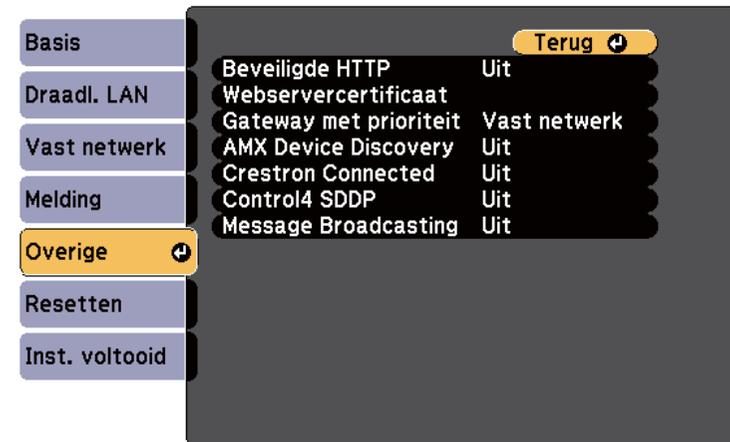 Basis
Draadl. LAN
Vast netwerk
Melding
Overige
Resetten
Inst. voltooid
Terug
Beveiligde HTTP Uit
Webservercertificaat
Gateway met prioriteit Vast netwerk
AMX Device Discovery Uit
Crestron Connected Uit
Control4 SDDP Uit
Message Broadcasting Uit